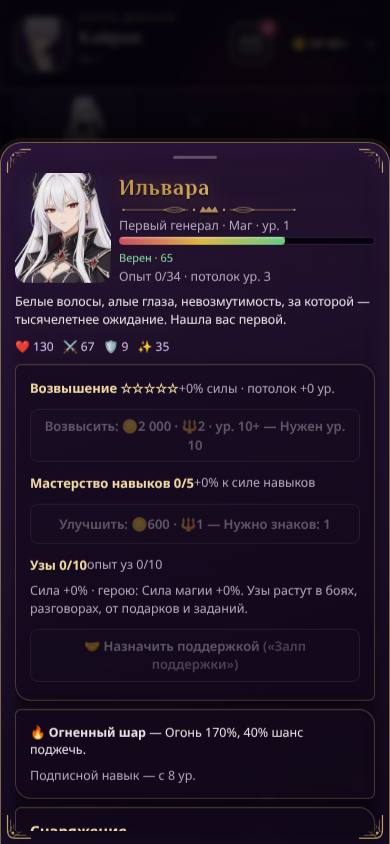 Ильвара
Первый генерал · Маг · ур. 1
Верен · 65
Опыт 0/34 · потолок ур. 3
Белые волосы, алые глаза, невозмутимость, за которой —
тысячелетнее ожидание. Нашла вас первой.
❤️ 130 ⚔️ 67 🛡️ 9 ✨ 35
Возвышение ☆☆☆☆☆+0% силы · потолок +0 ур.
Возвысить: 🪙2 000 · 🔱2 · ур. 10+ — Нужен ур.
10
Мастерство навыков 0/5+0% к силе навыков
Улучшить: 🪙600 · 🔱1 — Нужно знаков: 1
Узы 0/10опыт уз 0/10
Сила +0% · герою: Сила магии +0%. Узы растут в боях,
разговорах, от подарков и заданий.
🤝 Назначить поддержкой («Залп
поддержки»)
🔥 Огненный шар — Огонь 170%, 40% шанс
поджечь.
Подписной навык — с 8 ур.
Снаряжение